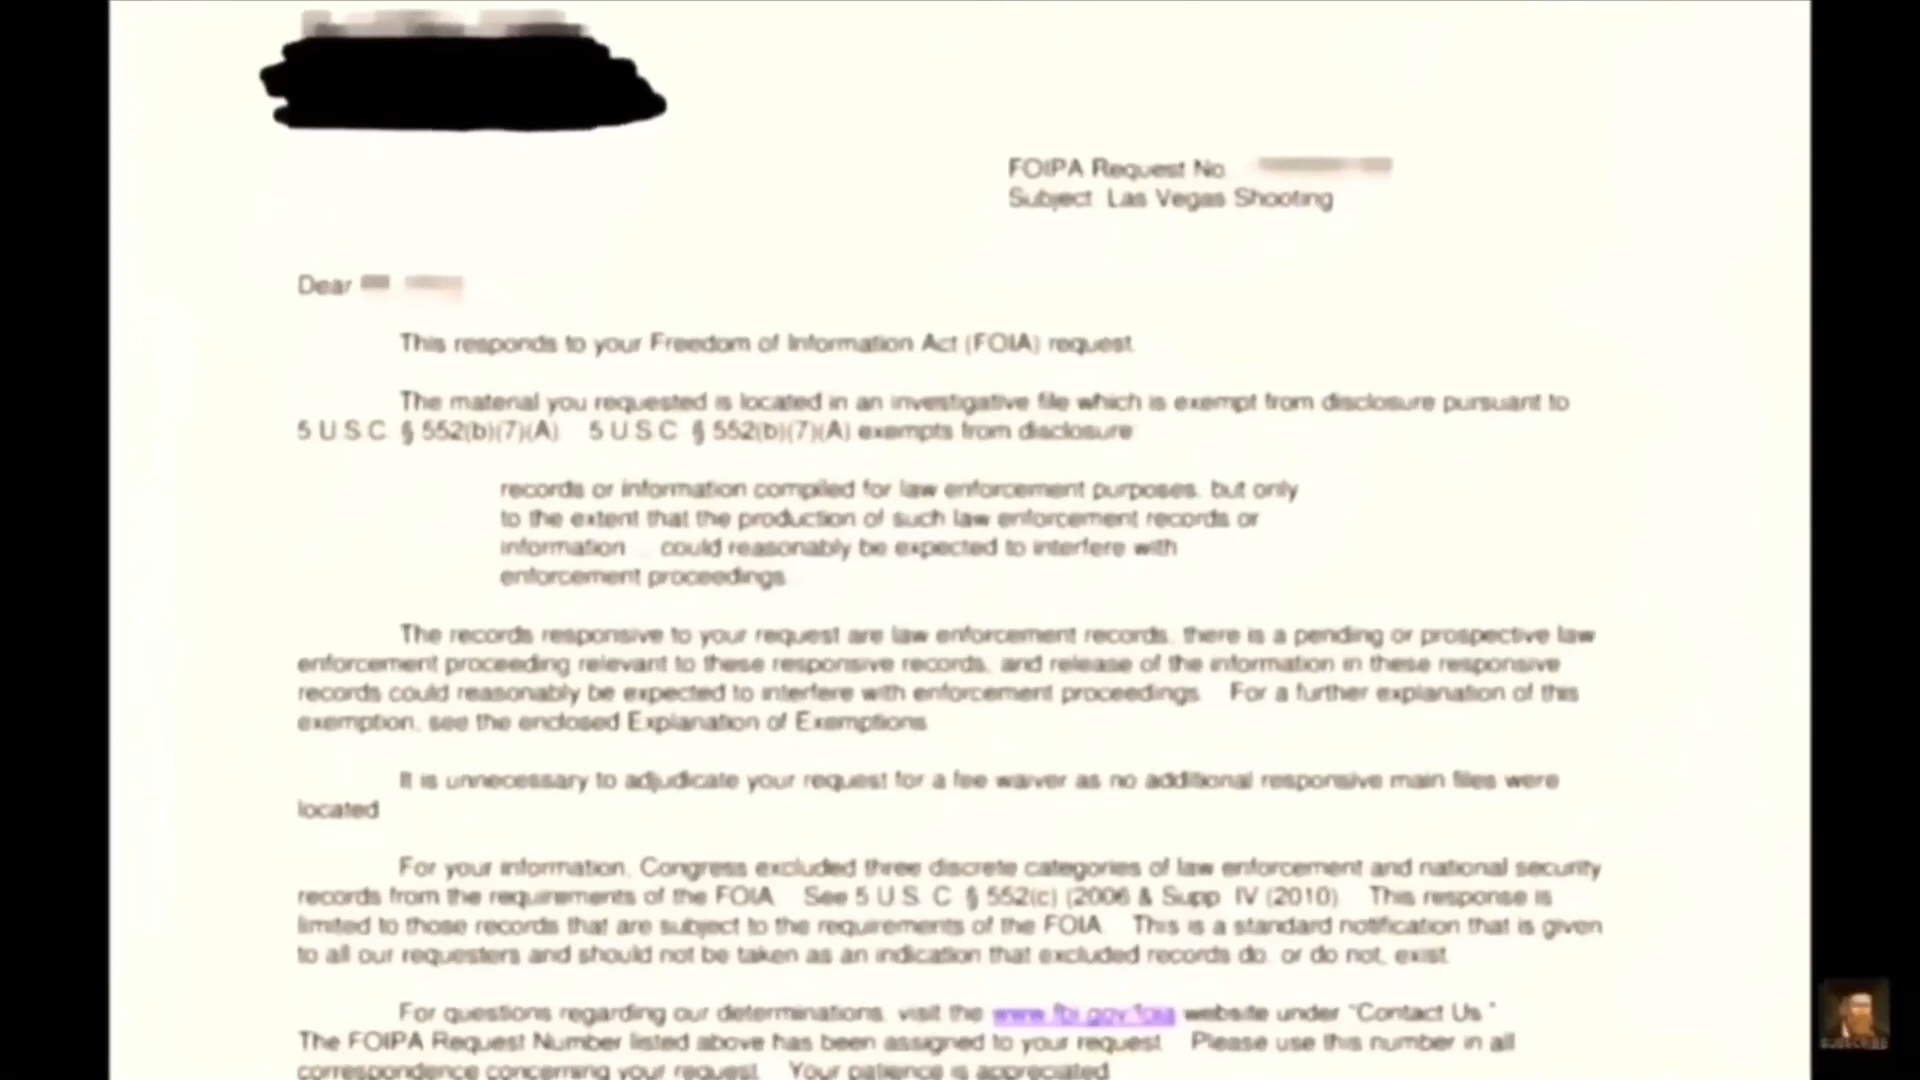 FOIPA Request No.
Subject: Las Vegas Shooting
Dear
This responds to your Freedom of Information Act (FOIA) request.
The material you requested is located in an investigative file which is exempt from disclosure pursuant to
5 U.S.C. § 552(b)(7)(A). 5 U.S.C. § 552(b)(7)(A) exempts from disclosure:
records or information compiled for law enforcement purposes, but only
to the extent that the production of such law enforcement records or
information ... could reasonably be expected to interfere with
enforcement proceedings.
The records responsive to your request are law enforcement records, there is a pending or prospective law
enforcement proceeding relevant to these responsive records, and release of the information in these responsive
records could reasonably be expected to interfere with enforcement proceedings. For a further explanation of this
exemption, see the enclosed Explanation of Exemptions.
It is unnecessary to adjudicate your request for a fee waiver as no additional responsive main files were
located.
For your information, Congress excluded three discrete categories of law enforcement and national security
records from the requirements of the FOIA. See 5 U.S. C. § 552(c) (2006 & Supp. IV (2010). This response is
limited to those records that are subject to the requirements of the FOIA. This is a standard notification that is given
to all our requesters and should not be taken as an indication that excluded records do, or do not, exist.
For questions regarding our determinations, visit the www.fbi.gov/foia website under "Contact Us."
The FOIPA Request Number listed above has been assigned to your request. Please use this number in all
correspondence concerning your request. Your patience is appreciated.
SUBSCRIBE